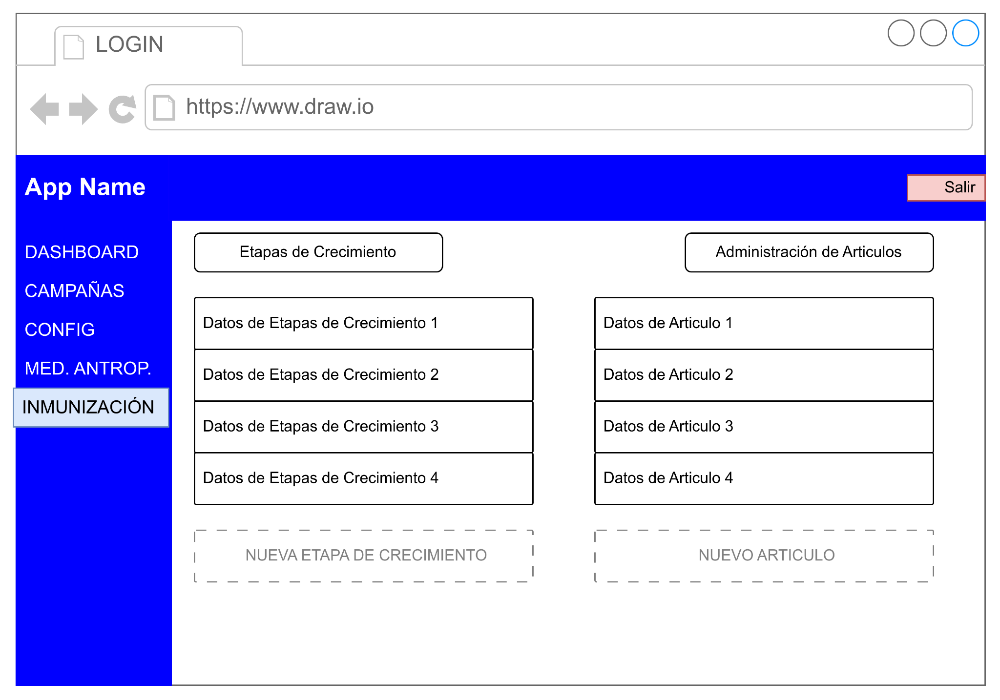 LOGIN
https://www.draw.io
App Name
Salir
DASHBOARD
CAMPAÑAS
CONFIG
MED. ANTROP.
INMUNIZACIÓN
Etapas de Crecimiento
Datos de Etapas de Crecimiento 1
Datos de Etapas de Crecimiento 2
Datos de Etapas de Crecimiento 3
Datos de Etapas de Crecimiento 4
NUEVA ETAPA DE CRECIMIENTO
Administración de Articulos
Datos de Articulo 1
Datos de Articulo 2
Datos de Articulo 3
Datos de Articulo 4
NUEVO ARTICULO